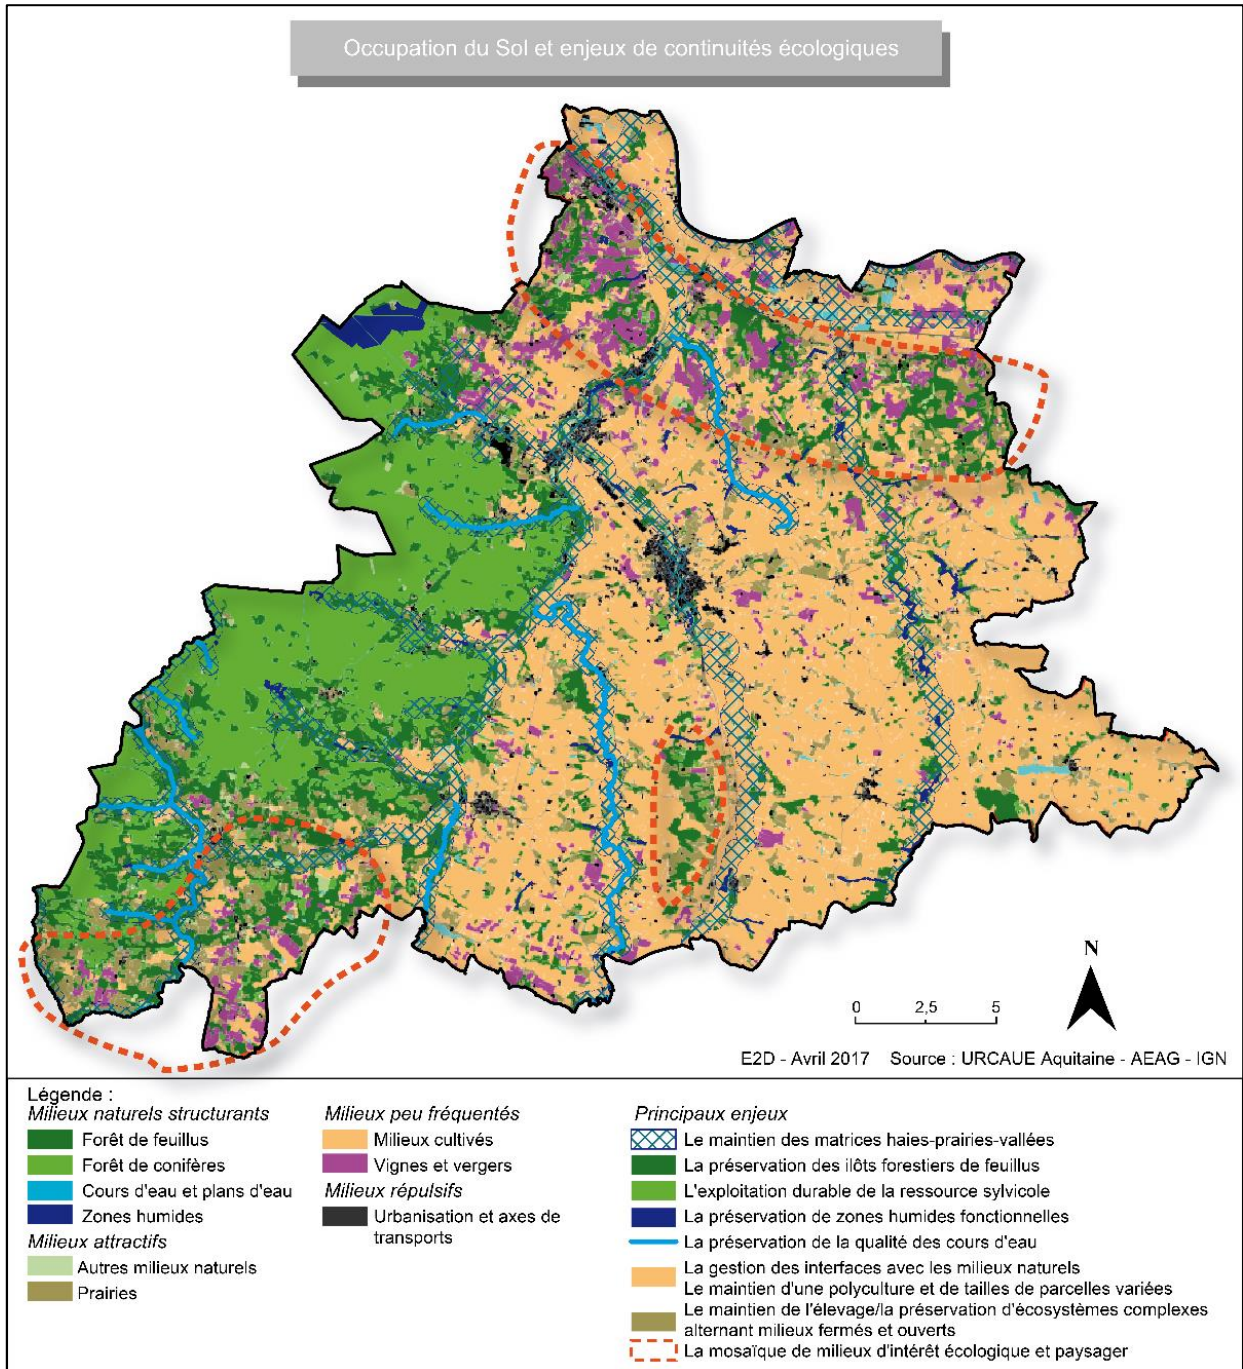 Occupation du Sol et enjeux de continuités écologiques
N
0 2,5 5
E2D - Avril 2017 Source : URCAUE Aquitaine - AEAG - IGN
Légende :
Milieux naturels structurants
Forêt de feuillus
Forêt de conifères
Cours d'eau et plans d'eau
Zones humides
Milieux attractifs
Autres milieux naturels
Prairies
Milieux peu fréquentés
Milieux cultivés
Vignes et vergers
Milieux répulsifs
Urbanisation et axes de
transports
Principaux enjeux
Le maintien des matrices haies-prairies-vallées
La préservation des ilôts forestiers de feuillus
L'exploitation durable de la ressource sylvicole
La préservation de zones humides fonctionnelles
La préservation de la qualité des cours d'eau
La gestion des interfaces avec les milieux naturels
Le maintien d'une polyculture et de tailles de parcelles variées
Le maintien de l'élevage/la préservation d'écosystèmes complexes
alternant milieux fermés et ouverts
La mosaïque de milieux d'intérêt écologique et paysager